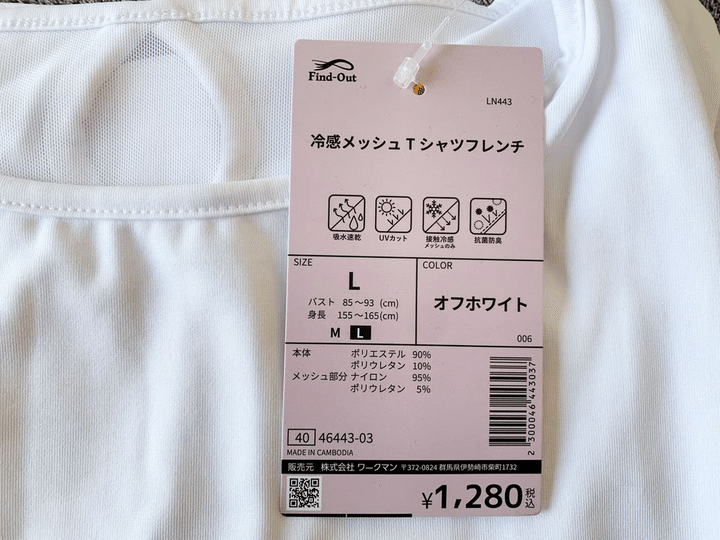 Find-Out
LN443
冷感メッシュTシャツフレンチ
吸水速乾
UVカット
接触冷感
メッシュのみ
抗菌防臭
SIZE
L
バスト 85〜93 (cm)
身長 155〜165(cm)
M L
COLOR
オフホワイト
006
本体 ポリエステル 90%
ポリウレタン 10%
メッシュ部分 ナイロン 95%
ポリウレタン 5%
2 300046 443037
40 46443-03
MADE IN CAMBODIA
販売元 株式会社 ワークマン 〒372-0824 群馬県伊勢崎市柴町1732
¥1,280税込